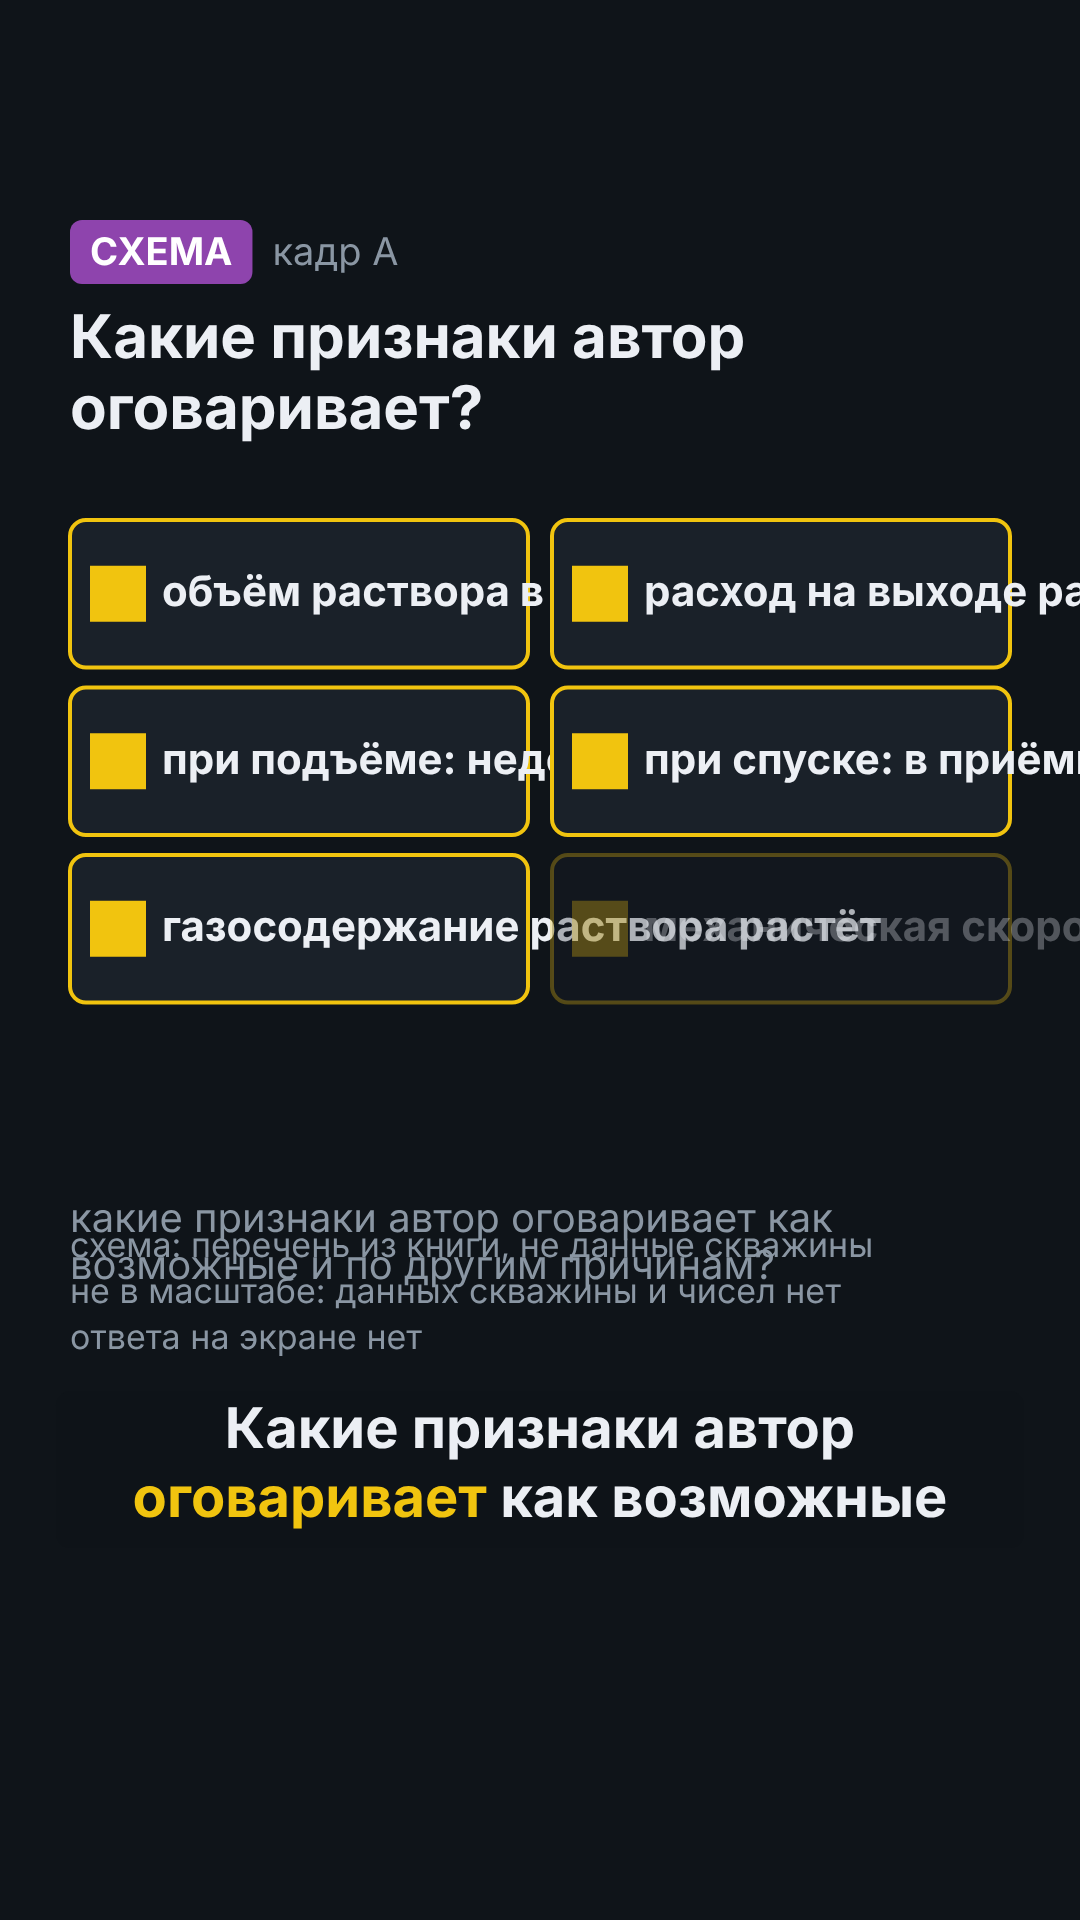 СХЕМА кадр А
Какие признаки автор
оговаривает?
объём раствора в
расход на выходе ра
при подъёме: нед
при спуске: в приём
газосодержание раствора растёт
скоро
какие признаки автор оговаривает как
схема: перечень из книги, не данные скважины
возможные и по другим причинам?
не в масштабе: данных скважины и чисел нет
ответа на экране нет
Какие признаки автор
оговаривает как возможные